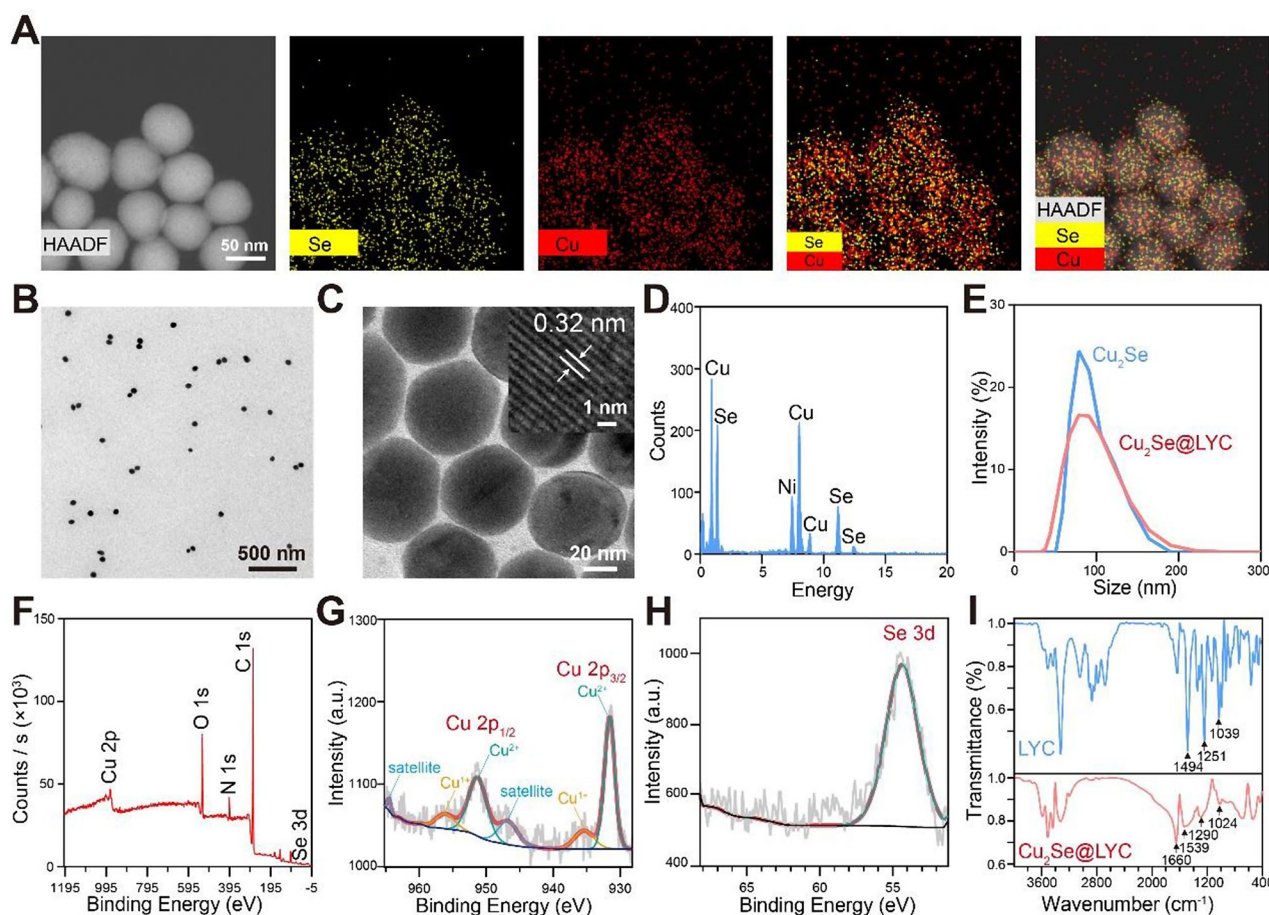 A
HAADF
50 nm
Se
Cu
Se
Cu
HAADF
Se
Cu
B
500 nm
C
0.32 nm
1 nm
20 nm
D
400
300
200
100
0
Counts
Cu
Se
Ni
Cu
Cu
Se
Se
0
5
10
15
20
Energy
E
30
20
10
0
Intensity (%)
Cu₂Se
Cu₂Se@LYC
0
100
200
300
Size (nm)
F
150
100
50
0
Counts / s (×10³)
Cu 2p
O 1s
N 1s
C 1s
Se 3d
1195
995
795
595
395
195
-5
Binding Energy (eV)
G
1300
1200
1100
1000
Intensity (a.u.)
Cu 2p₃/₂
Cu²⁺
Cu 2p₁/₂
Cu²⁺
satellite
Cu¹⁺
satellite
Cu¹⁺
960
950
940
930
Binding Energy (eV)
H
1000
800
600
400
Intensity (a.u.)
Se 3d
65
60
55
Binding Energy (eV)
I
1.0
0.8
0.6
1.0
0.8
0.6
Transmittance (%)
LYC
1039
1251
1494
1024
1290
1539
1660
Cu₂Se@LYC
3600
2800
2000
1200
400
Wavenumber (cm⁻¹)